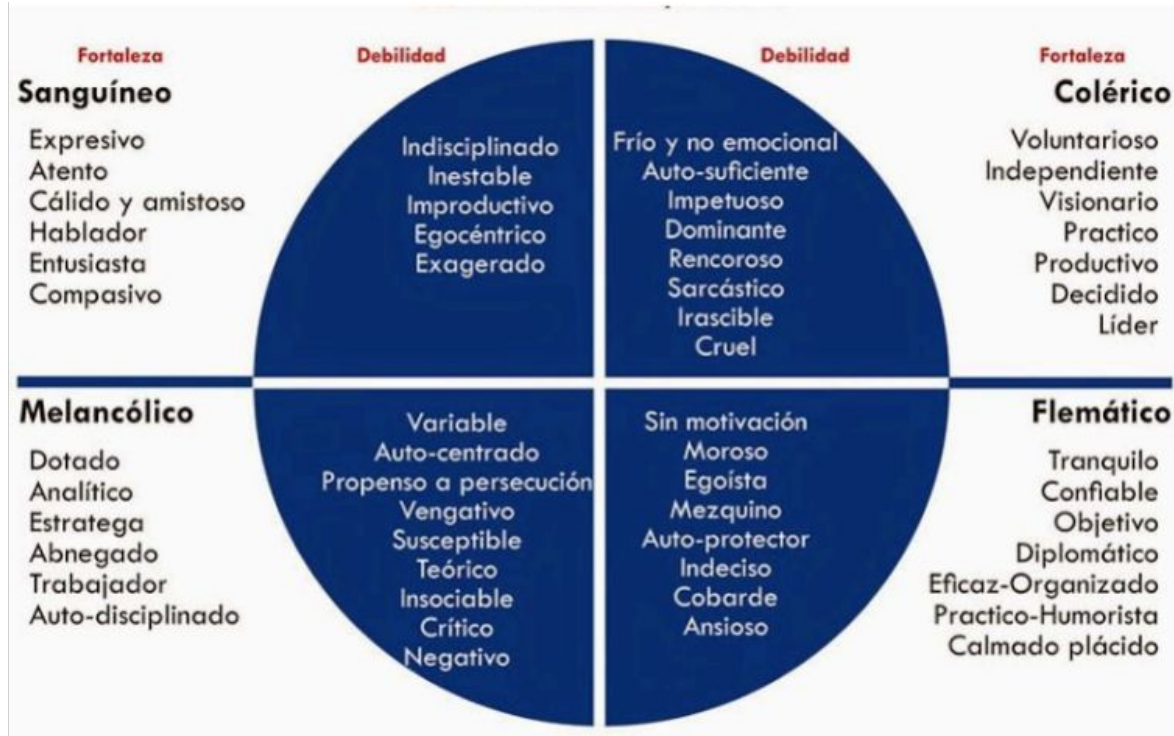 Fortaleza
Debilidad
Sanguíneo
Expresivo
Atento
Cálido y amistoso
Hablador
Entusiasta
Compasivo
Indisciplinado
Inestable
Improductivo
Egocéntrico
Exagerado
Debilidad
Fortaleza
Colérico
Frío y no emocional
Auto-suficiente
Impetuoso
Dominante
Rencoroso
Sarcástico
Irascible
Cruel
Voluntarioso
Independiente
Visionario
Practico
Productivo
Decidido
Líder
Melancólico
Dotado
Analítico
Estratega
Abnegado
Trabajador
Auto-disciplinado
Variable
Auto-centrado
Propenso a persecución
Vengativo
Susceptible
Teórico
Insociable
Crítico
Negativo
Flemático
Sin motivación
Moroso
Egoísta
Mezquino
Auto-protector
Indeciso
Cobarde
Ansioso
Tranquilo
Confiable
Objetivo
Diplomático
Eficaz-Organizado
Practico-Humorista
Calmado plácido